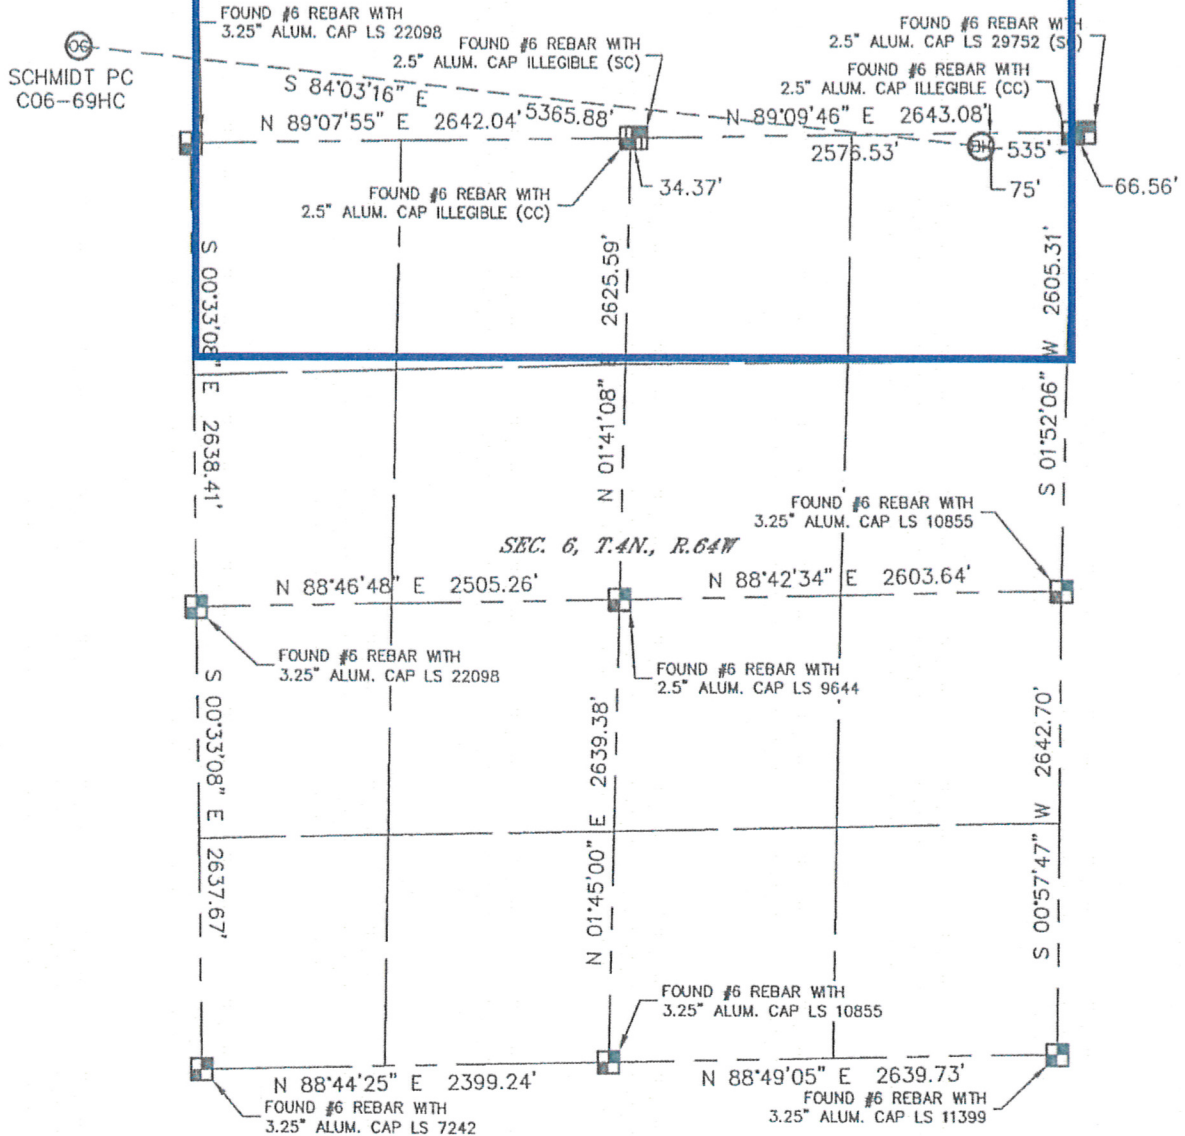 FOUND #6 REBAR WITH
3.25" ALUM. CAP LS 22098
FOUND #6 REBAR WITH
2.5" ALUM. CAP ILLEGIBLE (SC)
FOUND #6 REBAR WITH
2.5" ALUM. CAP LS 29752 (SC)
FOUND #6 REBAR WITH
2.5" ALUM. CAP ILLEGIBLE (CC)
OG
SCHMIDT PC
C06-69HC
S 84°03'16" E 5365.88'
N 89°07'55" E 2642.04'
N 89°09'46" E 2643.08'
2576.53'
BH
535'
75'
66.56'
34.37'
FOUND #6 REBAR WITH
2.5" ALUM. CAP ILLEGIBLE (CC)
S 00°33'08" E 2638.41'
N 01°41'08" E 2625.59'
S 01°52'06" W 2605.31'
FOUND #6 REBAR WITH
3.25" ALUM. CAP LS 10855
SEC. 6, T.4N., R.64W
N 88°46'48" E 2505.26'
N 88°42'34" E 2603.64'
FOUND #6 REBAR WITH
3.25" ALUM. CAP LS 22098
FOUND #6 REBAR WITH
2.5" ALUM. CAP LS 9644
S 00°33'08" E 2637.67'
N 01°45'00" E 2639.38'
S 00°57'47" W 2642.70'
FOUND #6 REBAR WITH
3.25" ALUM. CAP LS 10855
N 88°44'25" E 2399.24'
N 88°49'05" E 2639.73'
FOUND #6 REBAR WITH
3.25" ALUM. CAP LS 7242
FOUND #6 REBAR WITH
3.25" ALUM. CAP LS 11399